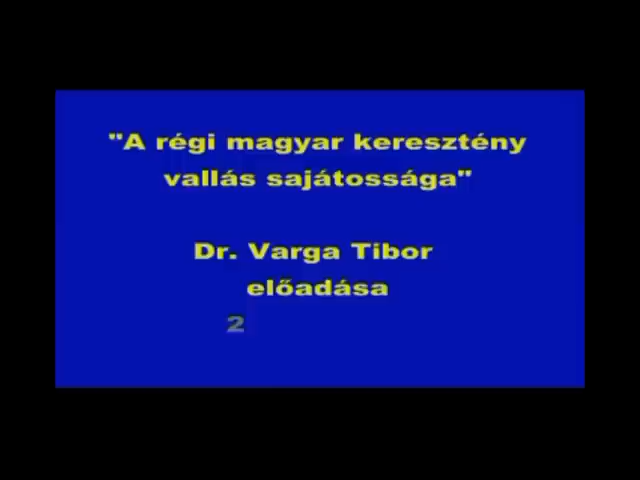 "A régi magyar keresztény
vallás sajátossága"
Dr. Varga Tibor
előadása
2